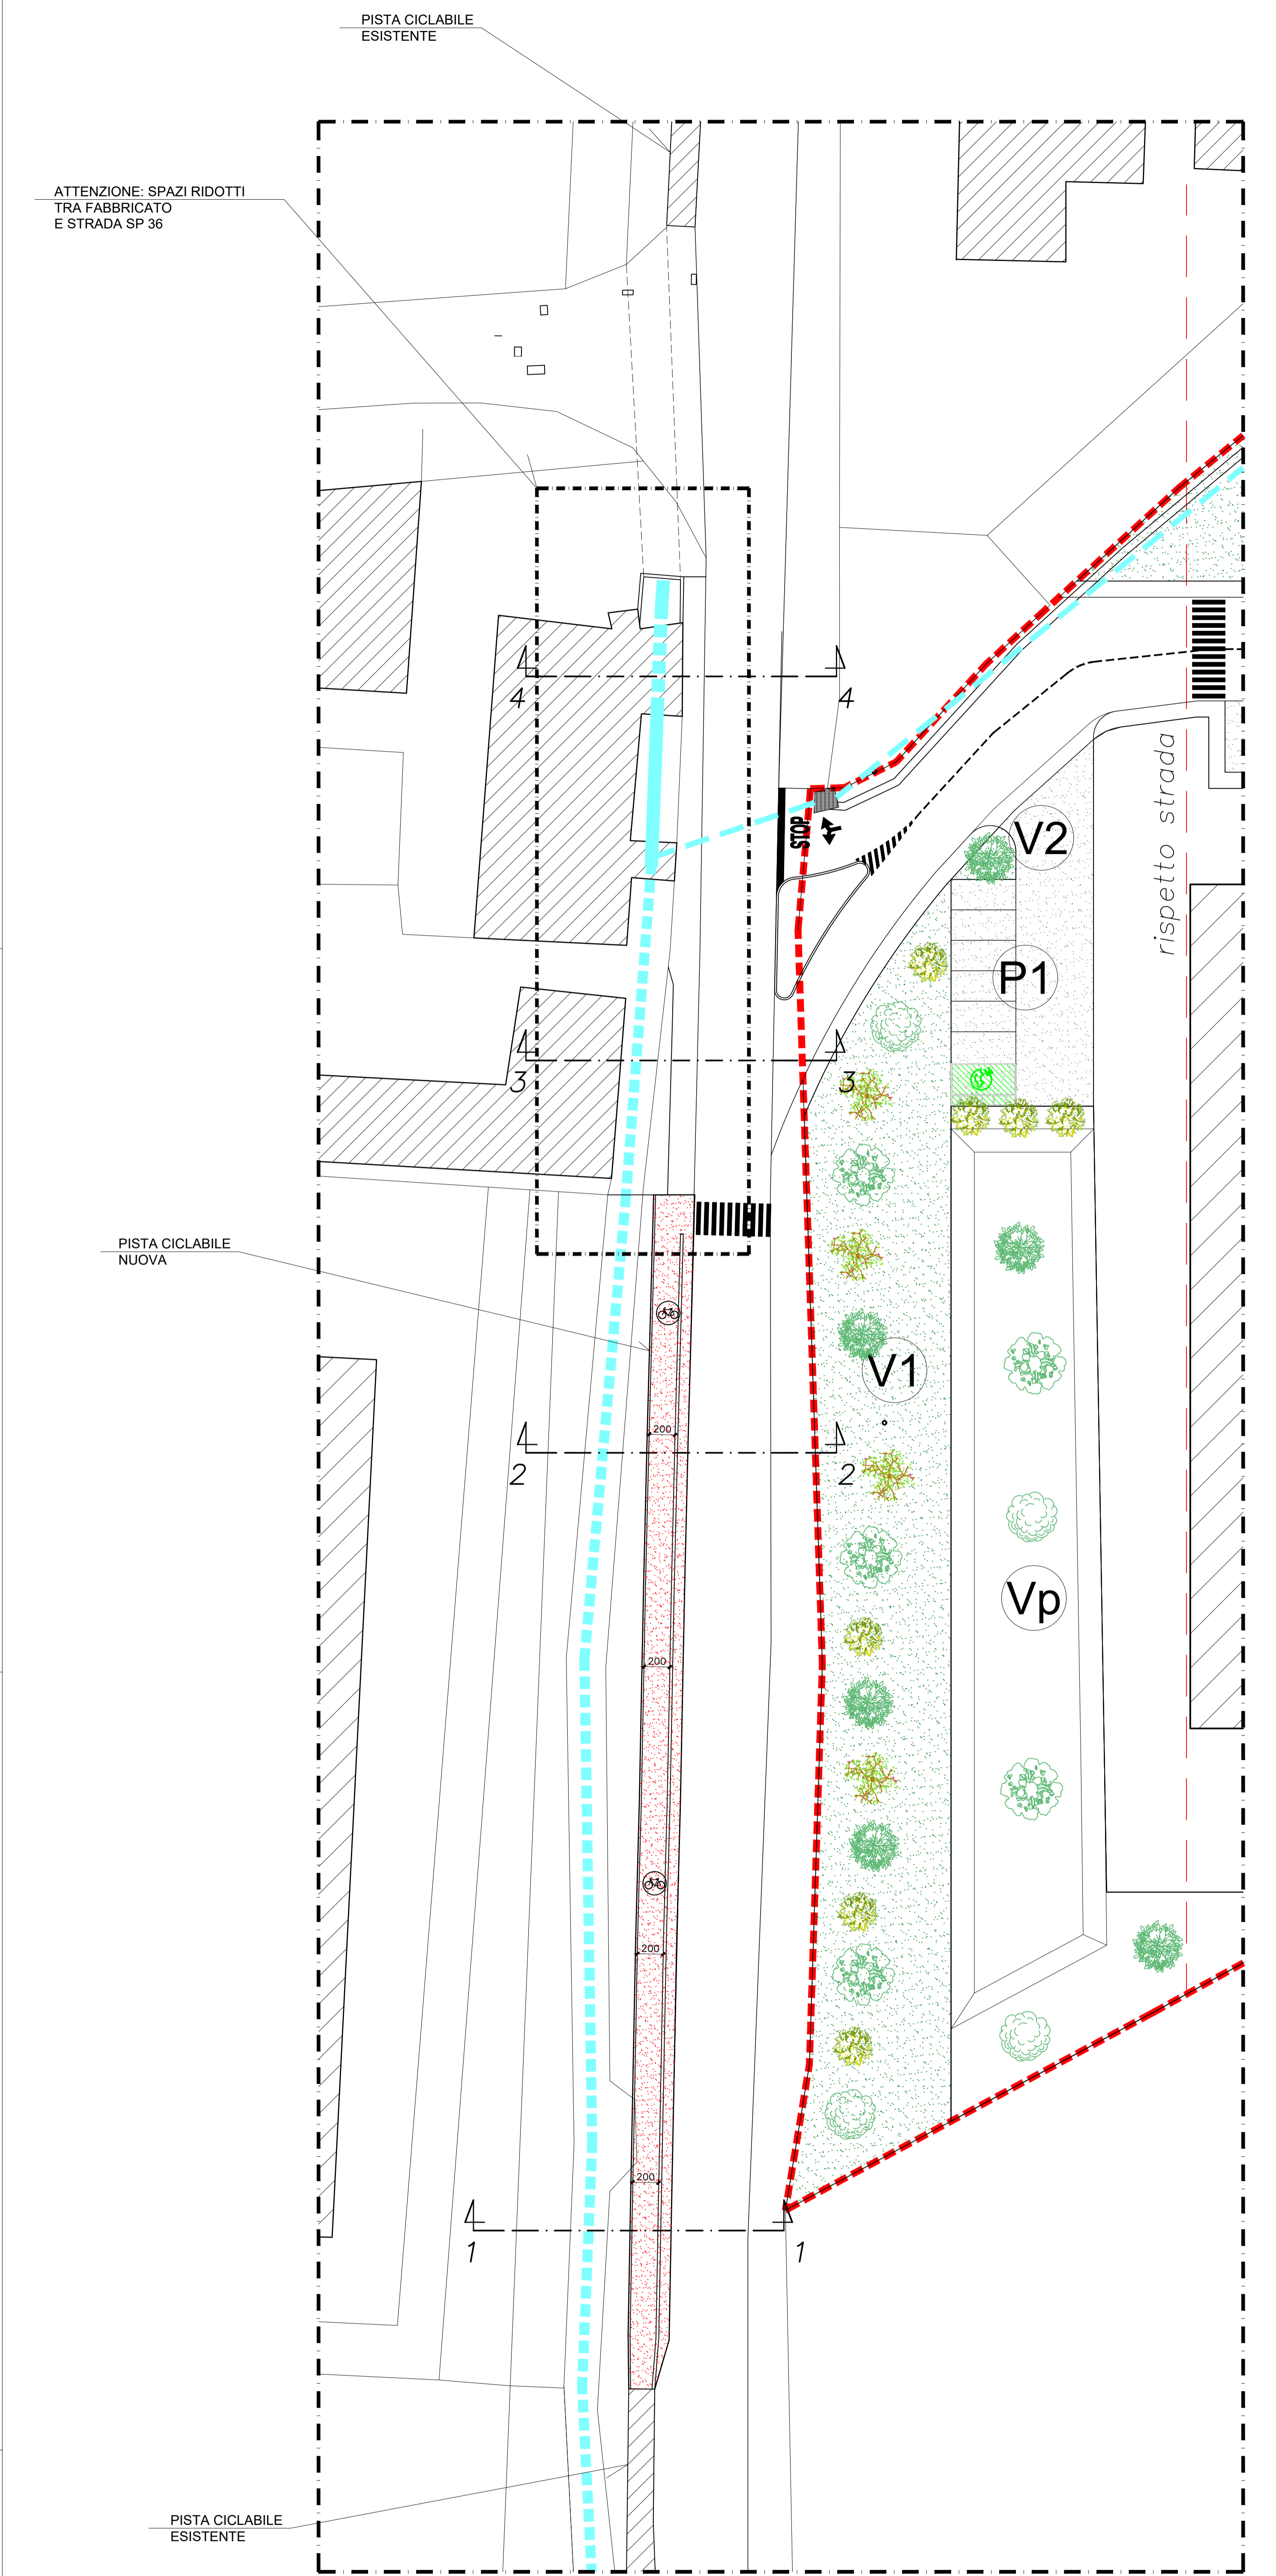 PISTA CICLABILE
ESISTENTE
ATTENZIONE: SPAZI RIDOTTI
TRA FABBRICATO
E STRADA SP 36
4
4
rispetto strada
STOP
V2
P1
3
3
PISTA CICLABILE
NUOVA
V1
200
2
2
Vp
200
200
200
1
1
PISTA CICLABILE
ESISTENTE